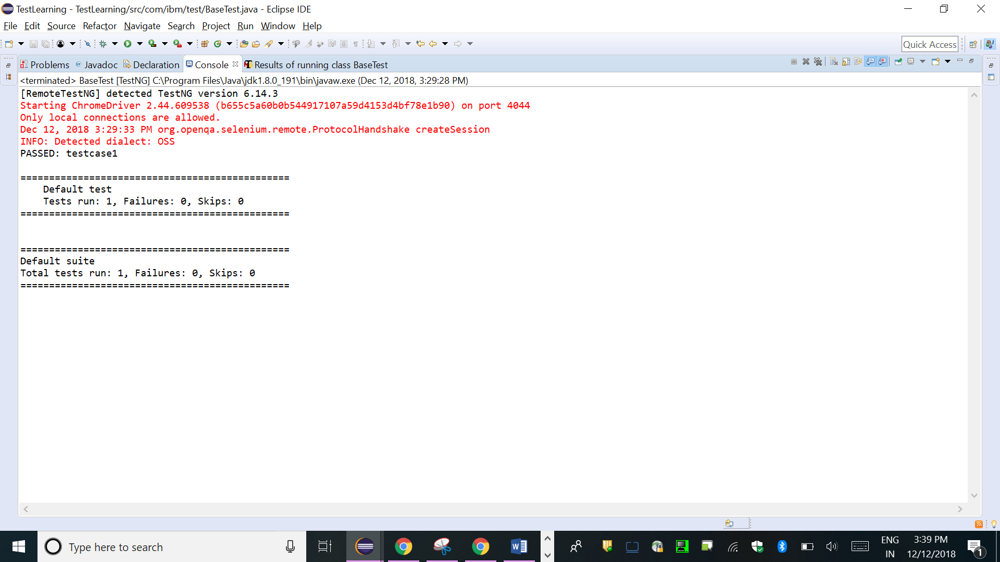 TestLearning - TestLearning/src/com/ibm/test/BaseTest.java - Eclipse IDE
File Edit Source Refactor Navigate Search Project Run Window Help
Quick Access
Problems @ Javadoc Declaration Console Results of running class BaseTest
<terminated> BaseTest [TestNG] C:\Program Files\Java\jdk1.8.0_191\bin\javaw.exe (Dec 12, 2018, 3:29:28 PM)
[RemoteTestNG] detected TestNG version 6.14.3
Starting ChromeDriver 2.44.609538 (b655c5a60b0b544917107a59d4153d4bf78e1b90) on port 4044
Only local connections are allowed.
Dec 12, 2018 3:29:33 PM org.openqa.selenium.remote.ProtocolHandshake createSession
INFO: Detected dialect: OSS
PASSED: testcase1
===============================================
Default test
Tests run: 1, Failures: 0, Skips: 0
===============================================
===============================================
Default suite
Total tests run: 1, Failures: 0, Skips: 0
===============================================
Type here to search
ENG
IN
3:39 PM
12/12/2018
1